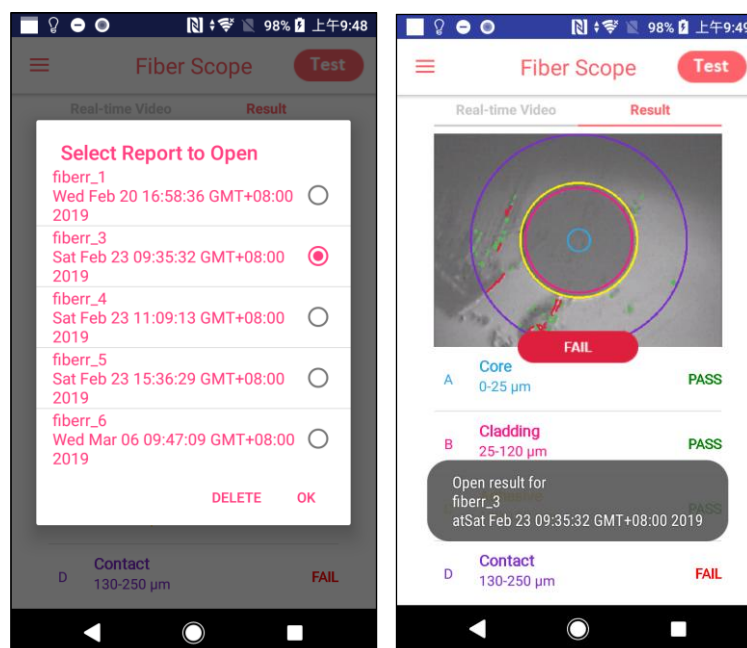 98% 上午9:48
Fiber Scope Test
Real-time Video Result
Select Report to Open
fiberr_1
Wed Feb 20 16:58:36 GMT+08:00
2019
fiberr_3
Sat Feb 23 09:35:32 GMT+08:00
2019
fiberr_4
Sat Feb 23 11:09:13 GMT+08:00
2019
fiberr_5
Sat Feb 23 15:36:29 GMT+08:00
2019
fiberr_6
Wed Mar 06 09:47:09 GMT+08:00
2019
DELETE OK
D Contact FAIL
130-250 µm
98% 上午9:49
Fiber Scope Test
Real-time Video Result
FAIL
A Core PASS
0-25 µm
B Cladding PASS
25-120 µm
Open result for
fiberr_3
atSat Feb 23 09:35:32 GMT+08:00 2019
PASS
D Contact FAIL
130-250 µm